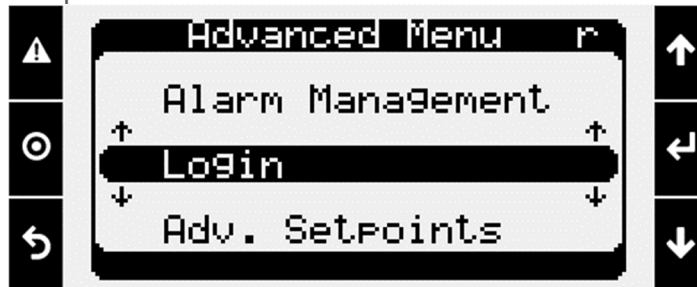 Advanced Menu r
Alarm Management
Login
Adv. Setpoints